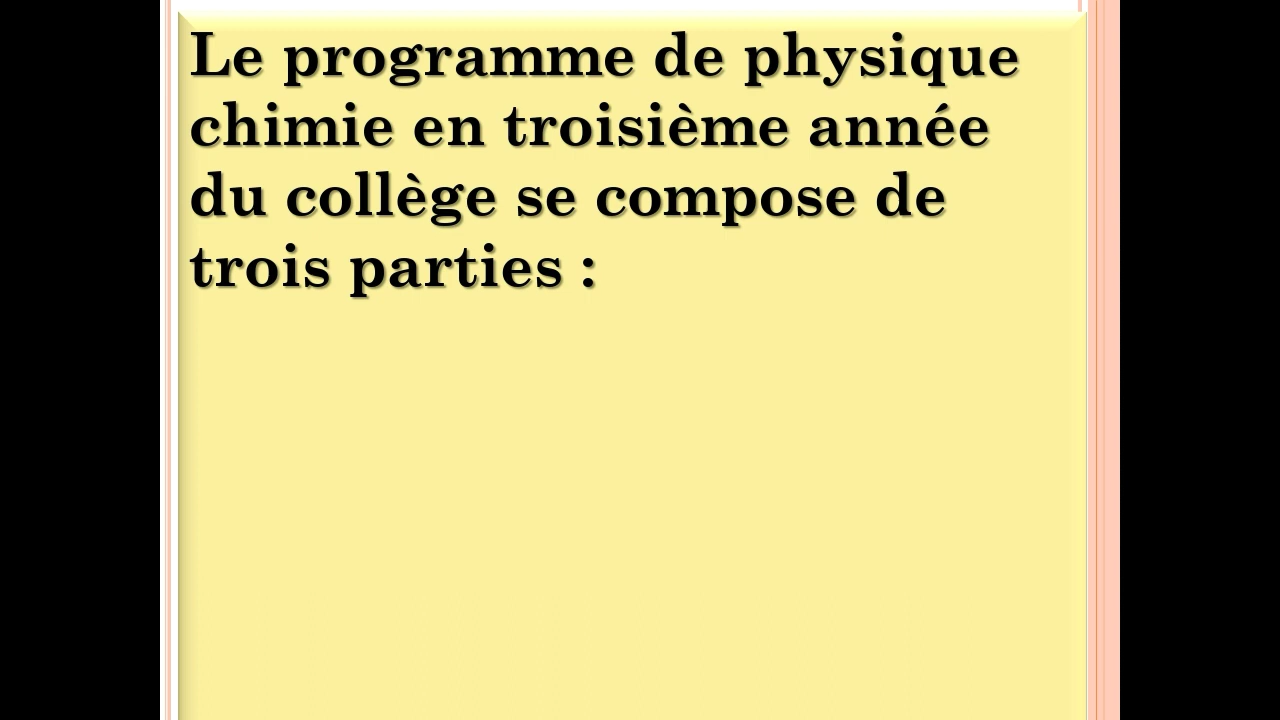 Le programme de physique
chimie en troisième année
du collège se compose de
trois parties :